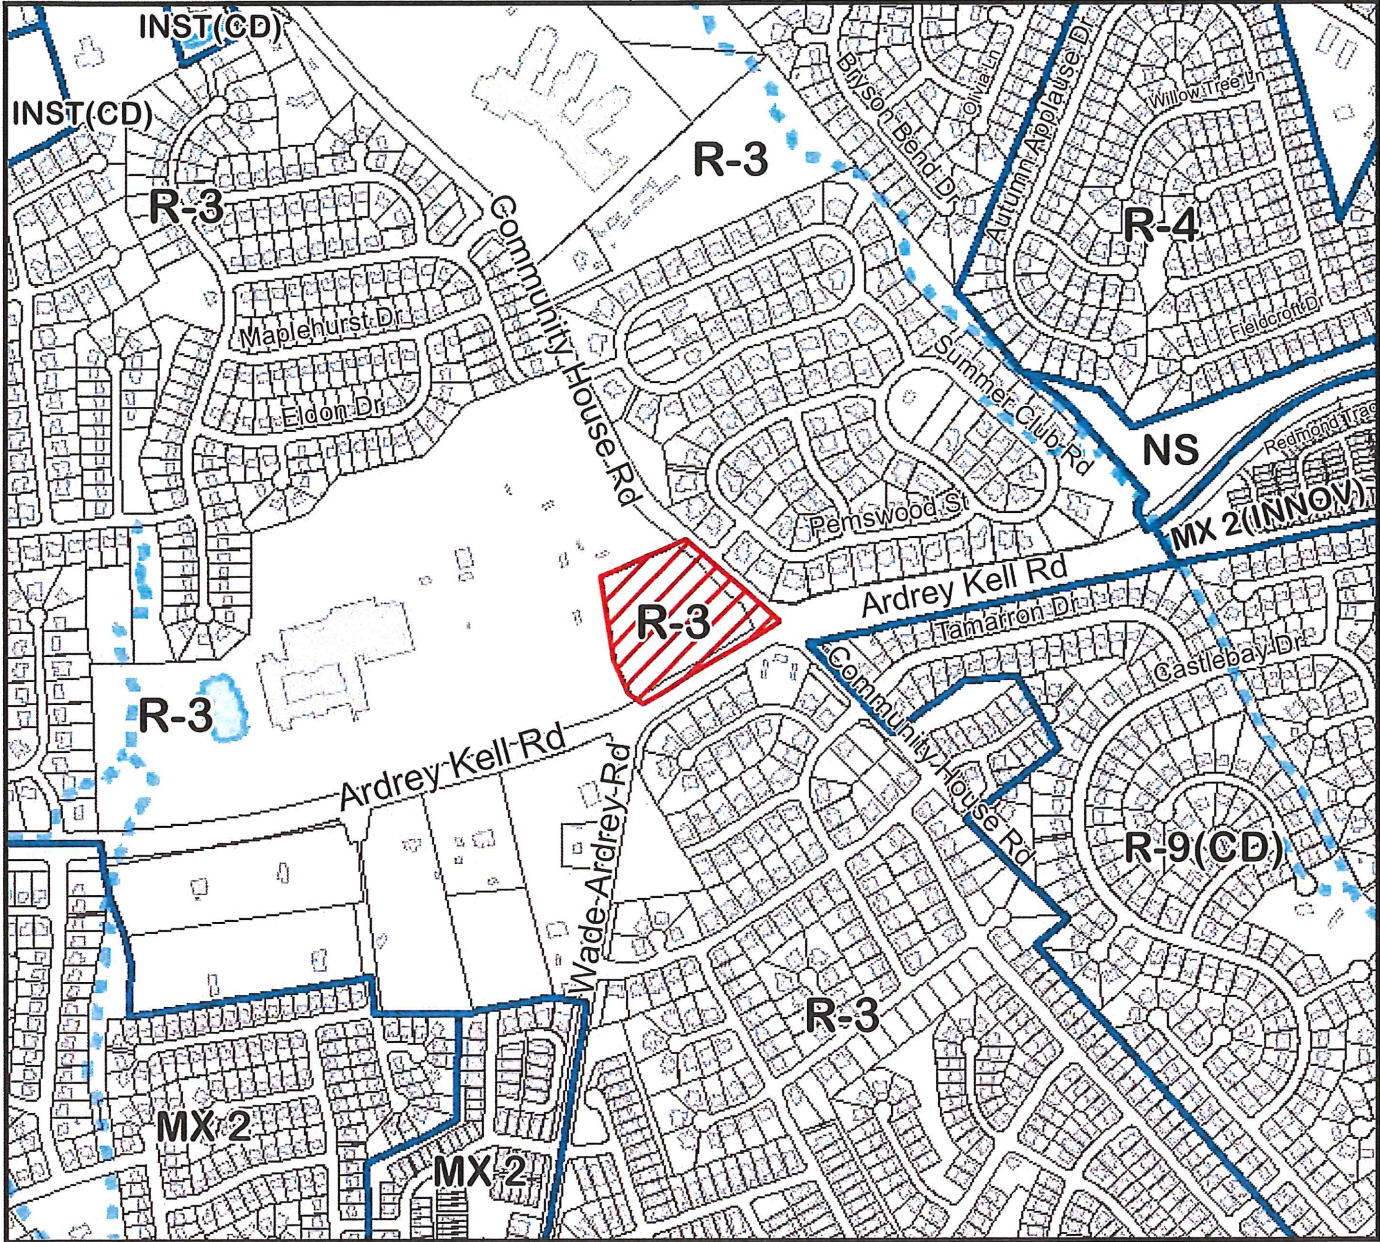 INST(CD)
INST(CD)
R-3
Community House Rd
R-3
Bryson Bend Dr
Olivia Ln
Autumn Applause Dr
Willow Tree Ln
R-4
Fieldcroft Dr
Maplehurst Dr
Eldon Dr
Summer Club Rd
NS
Redmond Trac
MX 2(INNOV)
Pemswood St
Ardrey Kell Rd
R-3
Tamarron Dr
Castlebay Dr
R-3
Ardrey Kell Rd
Community House Rd
Wade-Ardrey-Rd
R-9(CD)
R-3
MX 2
MX 2